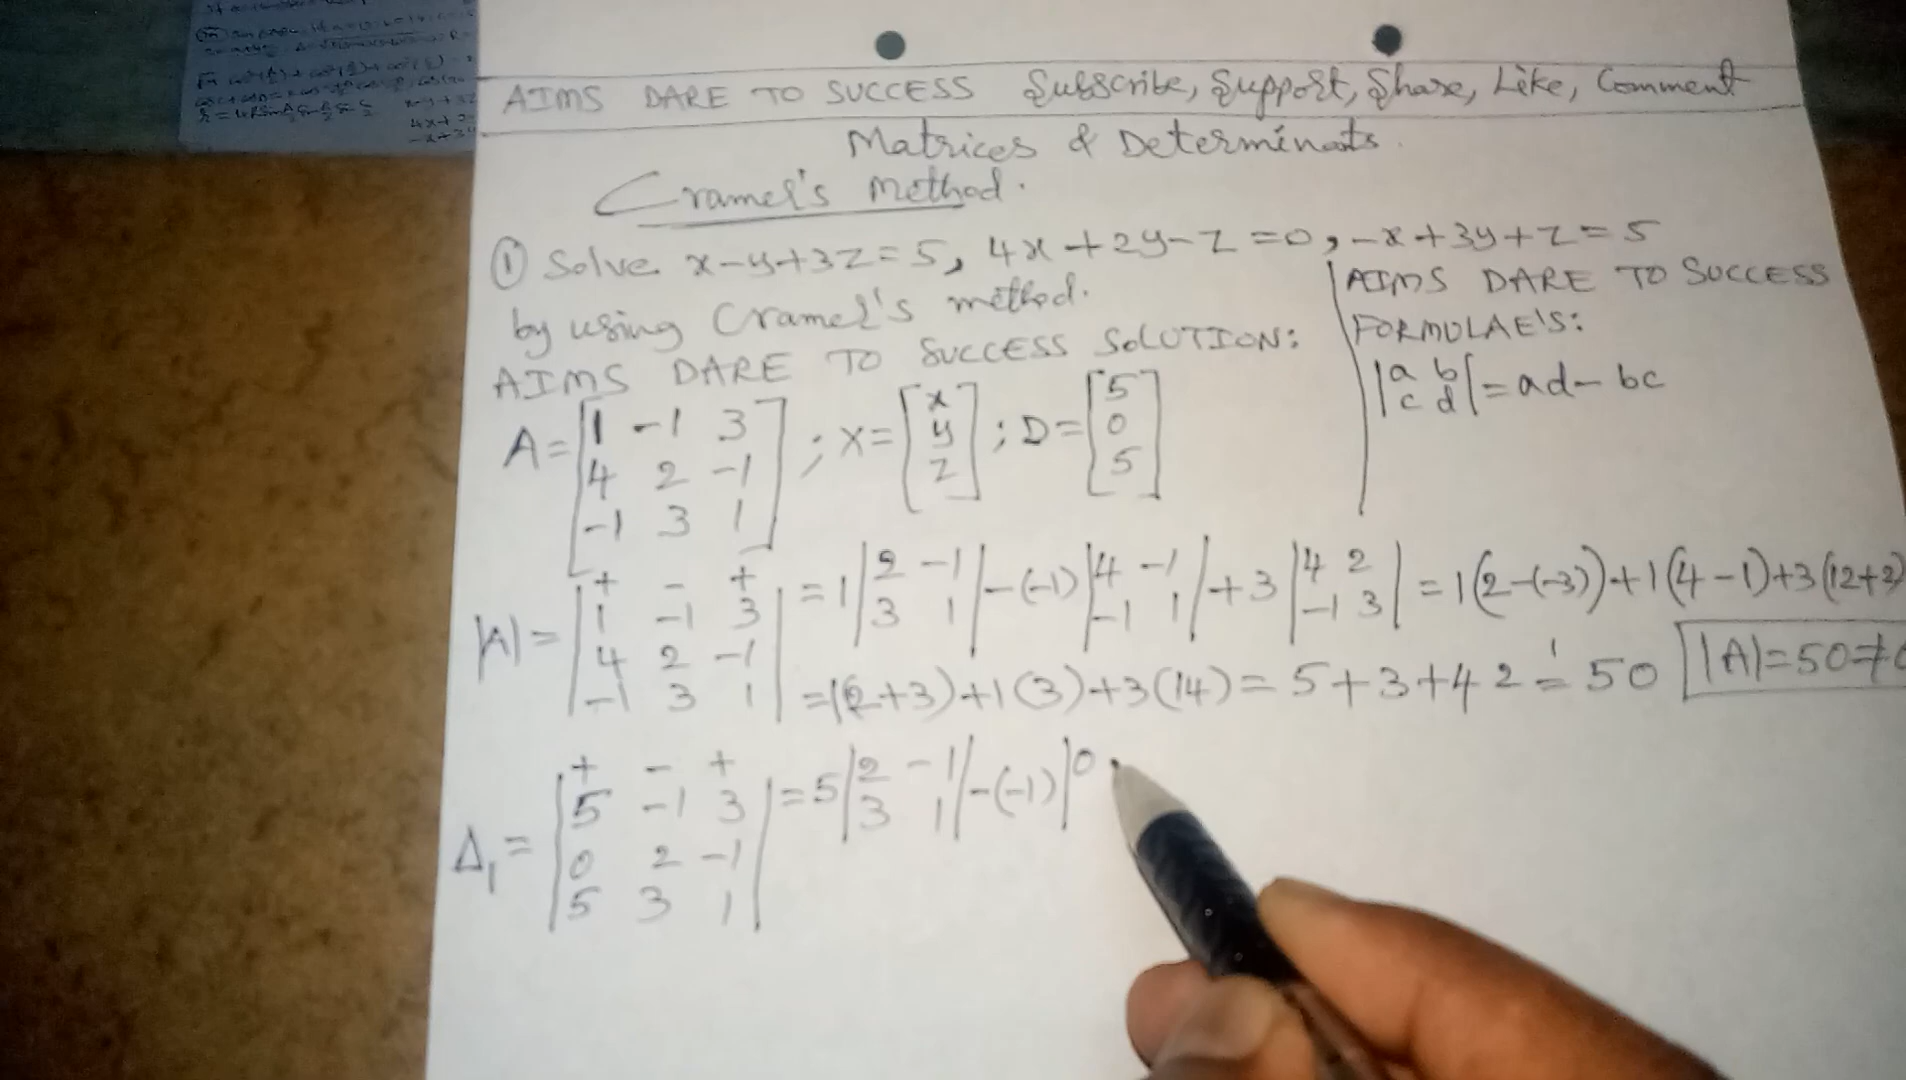 AIMS DARE TO SUCCESS Subscribe, Support, Share, Like, Comment
Matrices & Determinants.
Cramer's Method.
① Solve x-y+3z=5, 4x+2y-z=0, -x+3y+z=5
by using Cramer's method.
AIMS DARE TO SUCCESS SOLUTION:
AIMS DARE TO SUCCESS
FORMULAE'S:
|a b|
|c d| = ad - bc
A = [1 -1 3
4 2 -1
-1 3 1] ; X = [x
y
z] ; D = [5
0
5]
+ - +
|A| = |1 -1 3
4 2 -1
-1 3 1| = 1|2 -1
3 1| -(-1)|4 -1
-1 1| +3|4 2
-1 3| = 1(2-(-3))+1(4-1)+3(12+2)
=1(2+3)+1(3)+3(14)=5+3+42=50 |A|=50≠0
+ - +
Δ₁ = |5 -1 3
0 2 -1
5 3 1| = 5|2 -1
3 1| -(-1)|0